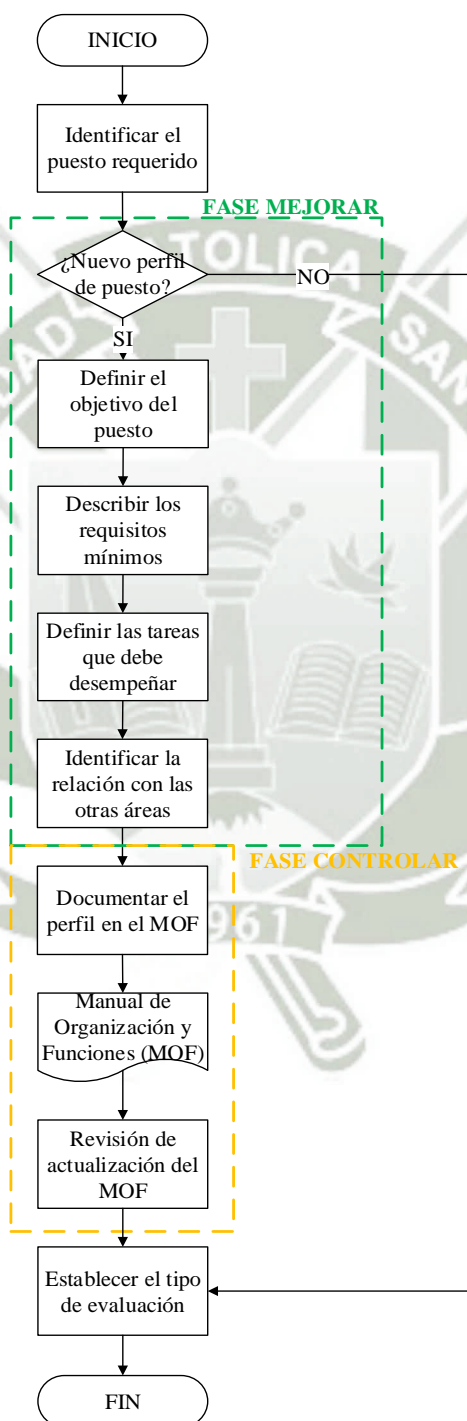 INICIO
Identificar el
puesto requerido
FASE MEJORAR
¿Nuevo perfil
de puesto?
NO
SI
Definir el
objetivo del
puesto
Describir los
requisitos
mínimos
Definir las tareas
que debe
desempeñar
Identificar la
relación con las
otras áreas
FASE CONTROLAR
Documentar el
perfil en el MOF
Manual de
Organización y
Funciones (MOF)
Revisión de
actualización del
MOF
Establecer el tipo
de evaluación
FIN